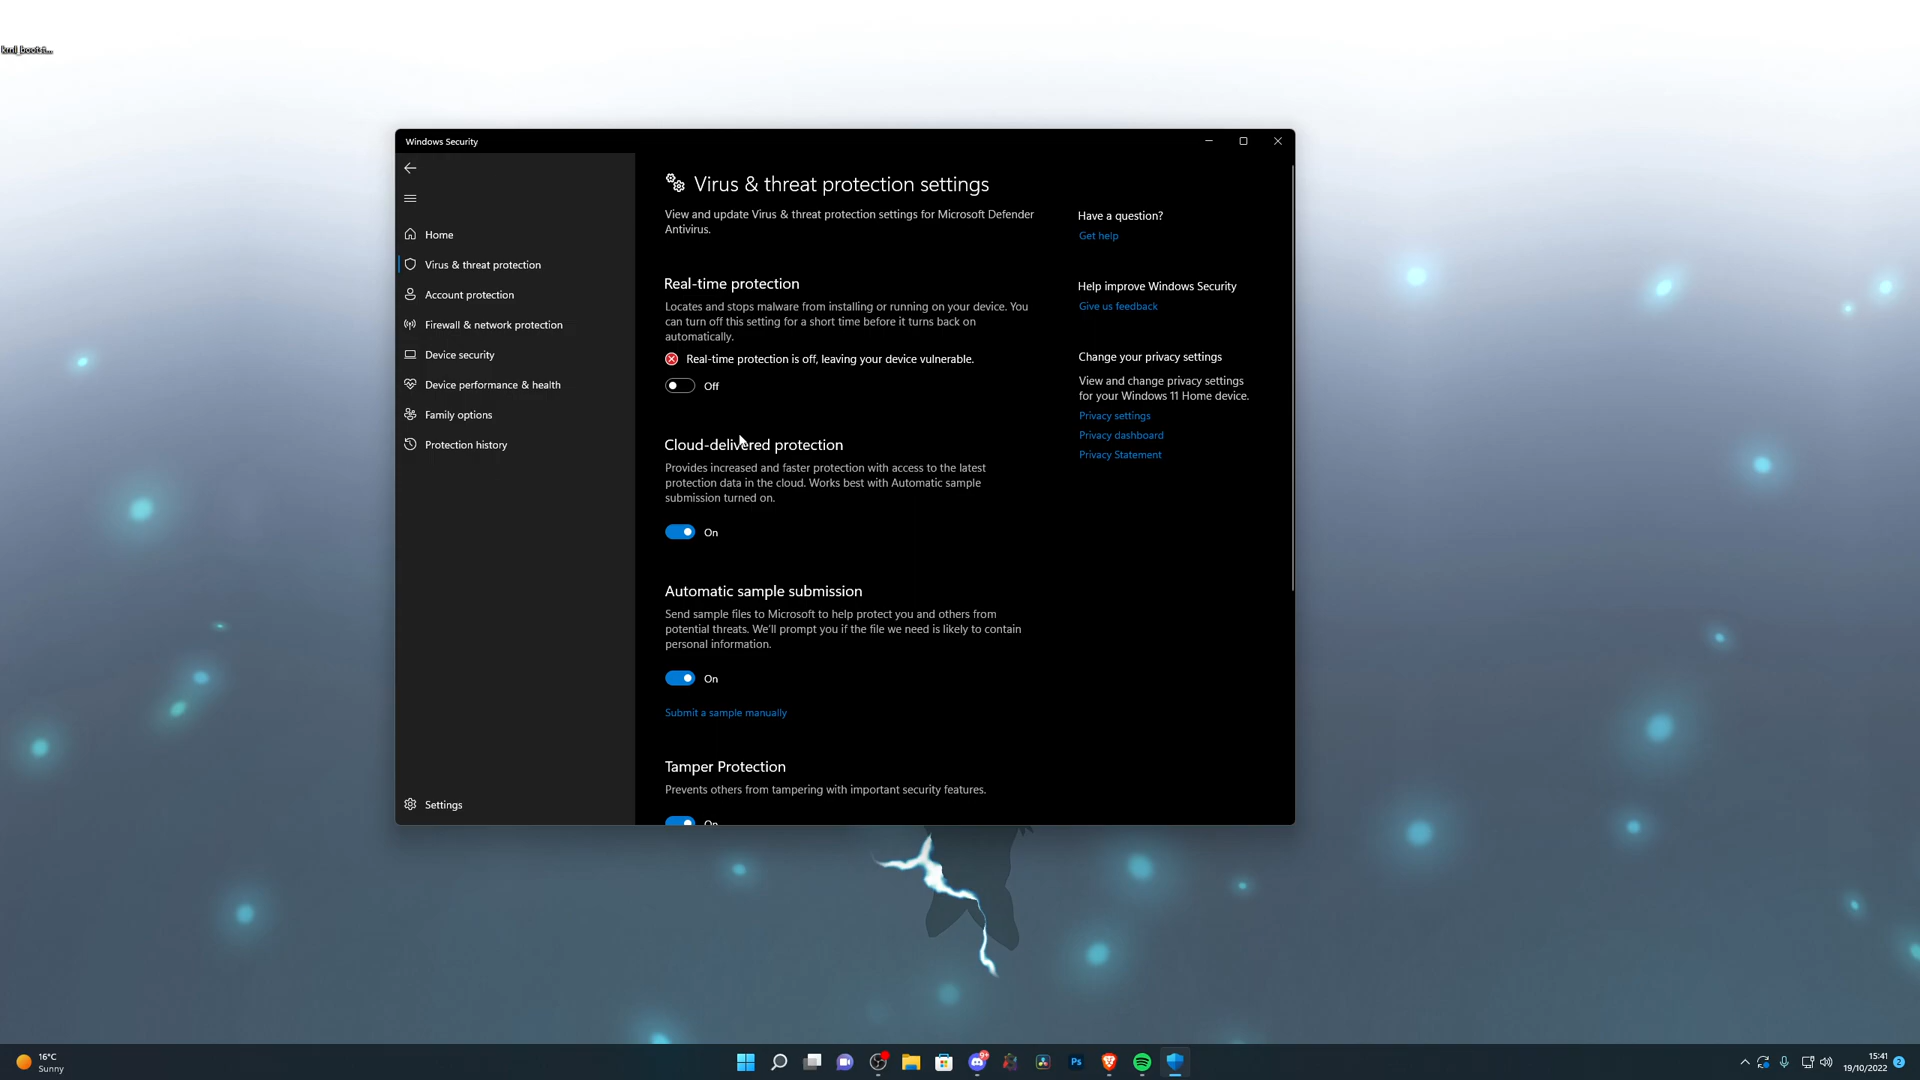 Windows Security
Home
Virus & threat protection
Account protection
Firewall & network protection
Device security
Device performance & health
Family options
Protection history
Settings
Virus & threat protection settings
View and update Virus & threat protection settings for Microsoft Defender
Antivirus.
Real-time protection
Locates and stops malware from installing or running on your device. You
can turn off this setting for a short time before it turns back on
automatically.
Real-time protection is off, leaving your device vulnerable.
Off
Cloud-delivered protection
Provides increased and faster protection with access to the latest
protection data in the cloud. Works best with Automatic sample
submission turned on.
On
Automatic sample submission
Send sample files to Microsoft to help protect you and others from
potential threats. We'll prompt you if the file we need is likely to contain
personal information.
On
Submit a sample manually
Tamper Protection
Prevents others from tampering with important security features.
On
Have a question?
Get help
Help improve Windows Security
Give us feedback
Change your privacy settings
View and change privacy settings
for your Windows 11 Home device.
Privacy settings
Privacy dashboard
Privacy Statement
16°C
Sunny
Ps
9+
15:41
19/10/2022
2